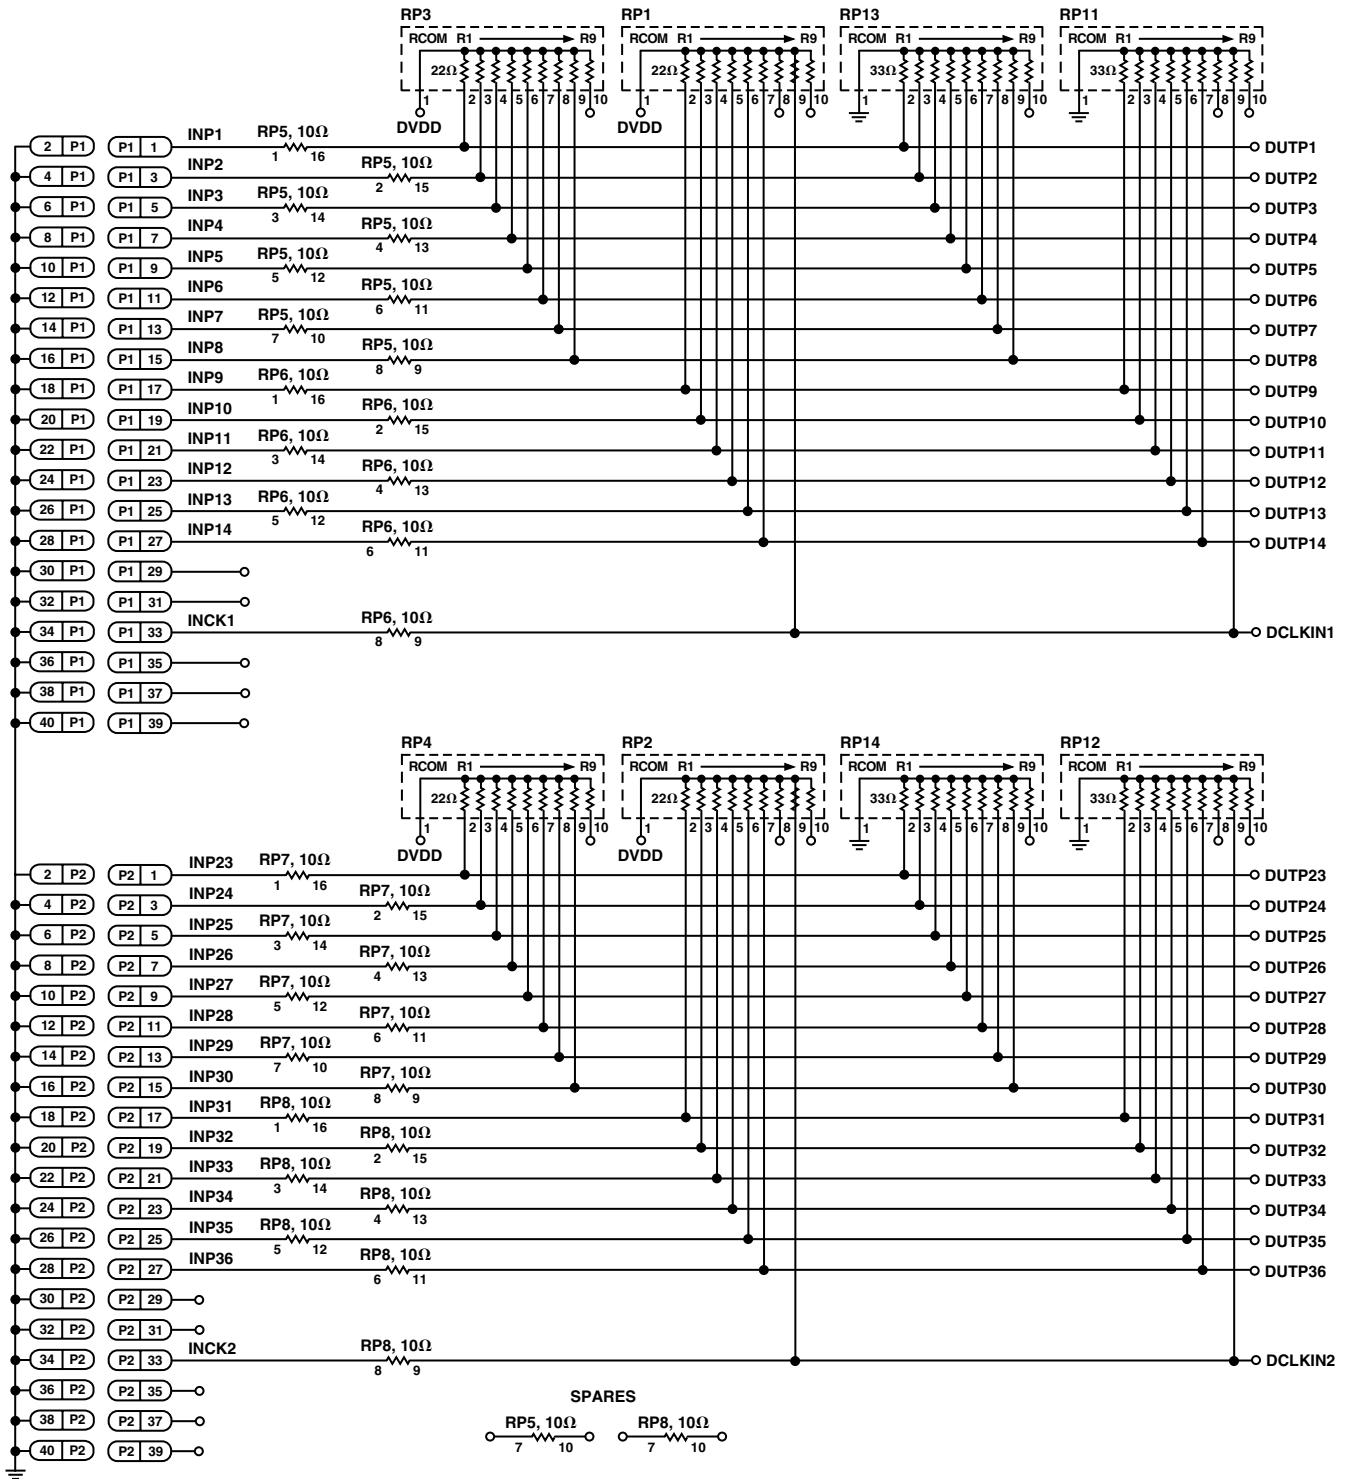 RP3 RP1 RP13 RP11
RCOM R1 R9 RCOM R1 R9 RCOM R1 R9 RCOM R1 R9
22Ω 22Ω 33Ω 33Ω
1 2 3 4 5 6 7 8 9 10 1 2 3 4 5 6 7 8 9 10 1 2 3 4 5 6 7 8 9 10 1 2 3 4 5 6 7 8 9 10
DVDD DVDD
2 P1 P1 1 INP1 RP5, 10Ω 1 16 DUTP1
4 P1 P1 3 INP2 RP5, 10Ω 2 15 DUTP2
6 P1 P1 5 INP3 RP5, 10Ω 3 14 DUTP3
8 P1 P1 7 INP4 RP5, 10Ω 4 13 DUTP4
10 P1 P1 9 INP5 RP5, 10Ω 5 12 DUTP5
12 P1 P1 11 INP6 RP5, 10Ω 6 11 DUTP6
14 P1 P1 13 INP7 RP5, 10Ω 7 10 DUTP7
16 P1 P1 15 INP8 RP5, 10Ω 8 9 DUTP8
18 P1 P1 17 INP9 RP6, 10Ω 1 16 DUTP9
20 P1 P1 19 INP10 RP6, 10Ω 2 15 DUTP10
22 P1 P1 21 INP11 RP6, 10Ω 3 14 DUTP11
24 P1 P1 23 INP12 RP6, 10Ω 4 13 DUTP12
26 P1 P1 25 INP13 RP6, 10Ω 5 12 DUTP13
28 P1 P1 27 INP14 RP6, 10Ω 6 11 DUTP14
30 P1 P1 29
32 P1 P1 31
34 P1 P1 33 INCK1 RP6, 10Ω 8 9 DCLKIN1
36 P1 P1 35
38 P1 P1 37
40 P1 P1 39
RP4 RP2 RP14 RP12
RCOM R1 R9 RCOM R1 R9 RCOM R1 R9 RCOM R1 R9
22Ω 22Ω 33Ω 33Ω
1 2 3 4 5 6 7 8 9 10 1 2 3 4 5 6 7 8 9 10 1 2 3 4 5 6 7 8 9 10 1 2 3 4 5 6 7 8 9 10
DVDD DVDD
2 P2 P2 1 INP23 RP7, 10Ω 1 16 DUTP23
4 P2 P2 3 INP24 RP7, 10Ω 2 15 DUTP24
6 P2 P2 5 INP25 RP7, 10Ω 3 14 DUTP25
8 P2 P2 7 INP26 RP7, 10Ω 4 13 DUTP26
10 P2 P2 9 INP27 RP7, 10Ω 5 12 DUTP27
12 P2 P2 11 INP28 RP7, 10Ω 6 11 DUTP28
14 P2 P2 13 INP29 RP7, 10Ω 7 10 DUTP29
16 P2 P2 15 INP30 RP7, 10Ω 8 9 DUTP30
18 P2 P2 17 INP31 RP8, 10Ω 1 16 DUTP31
20 P2 P2 19 INP32 RP8, 10Ω 2 15 DUTP32
22 P2 P2 21 INP33 RP8, 10Ω 3 14 DUTP33
24 P2 P2 23 INP34 RP8, 10Ω 4 13 DUTP34
26 P2 P2 25 INP35 RP8, 10Ω 5 12 DUTP35
28 P2 P2 27 INP36 RP8, 10Ω 6 11 DUTP36
30 P2 P2 29
32 P2 P2 31
34 P2 P2 33 INCK2 RP8, 10Ω 8 9 DCLKIN2
36 P2 P2 35
38 P2 P2 37
40 P2 P2 39
SPARES
RP5, 10Ω RP8, 10Ω
7 10 7 10